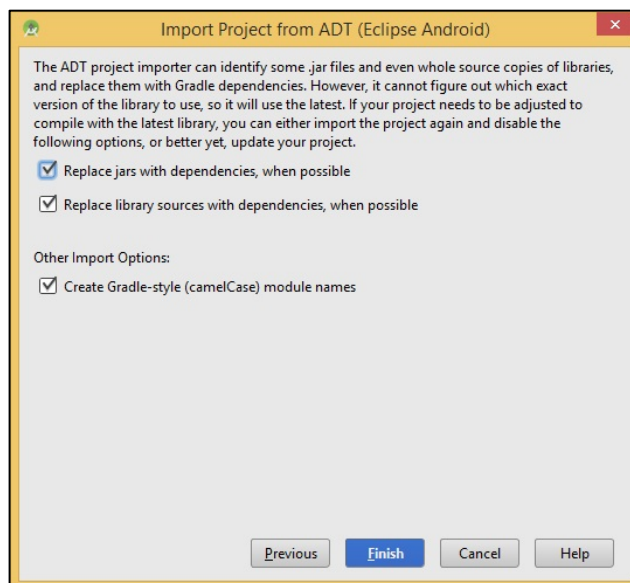 Import Project from ADT (Eclipse Android)
The ADT project importer can identify some .jar files and even whole source copies of libraries,
and replace them with Gradle dependencies. However, it cannot figure out which exact
version of the library to use, so it will use the latest. If your project needs to be adjusted to
compile with the latest library, you can either import the project again and disable the
following options, or better yet, update your project.
Replace jars with dependencies, when possible
Replace library sources with dependencies, when possible
Other Import Options:
Create Gradle-style (camelCase) module names
Previous Finish Cancel Help